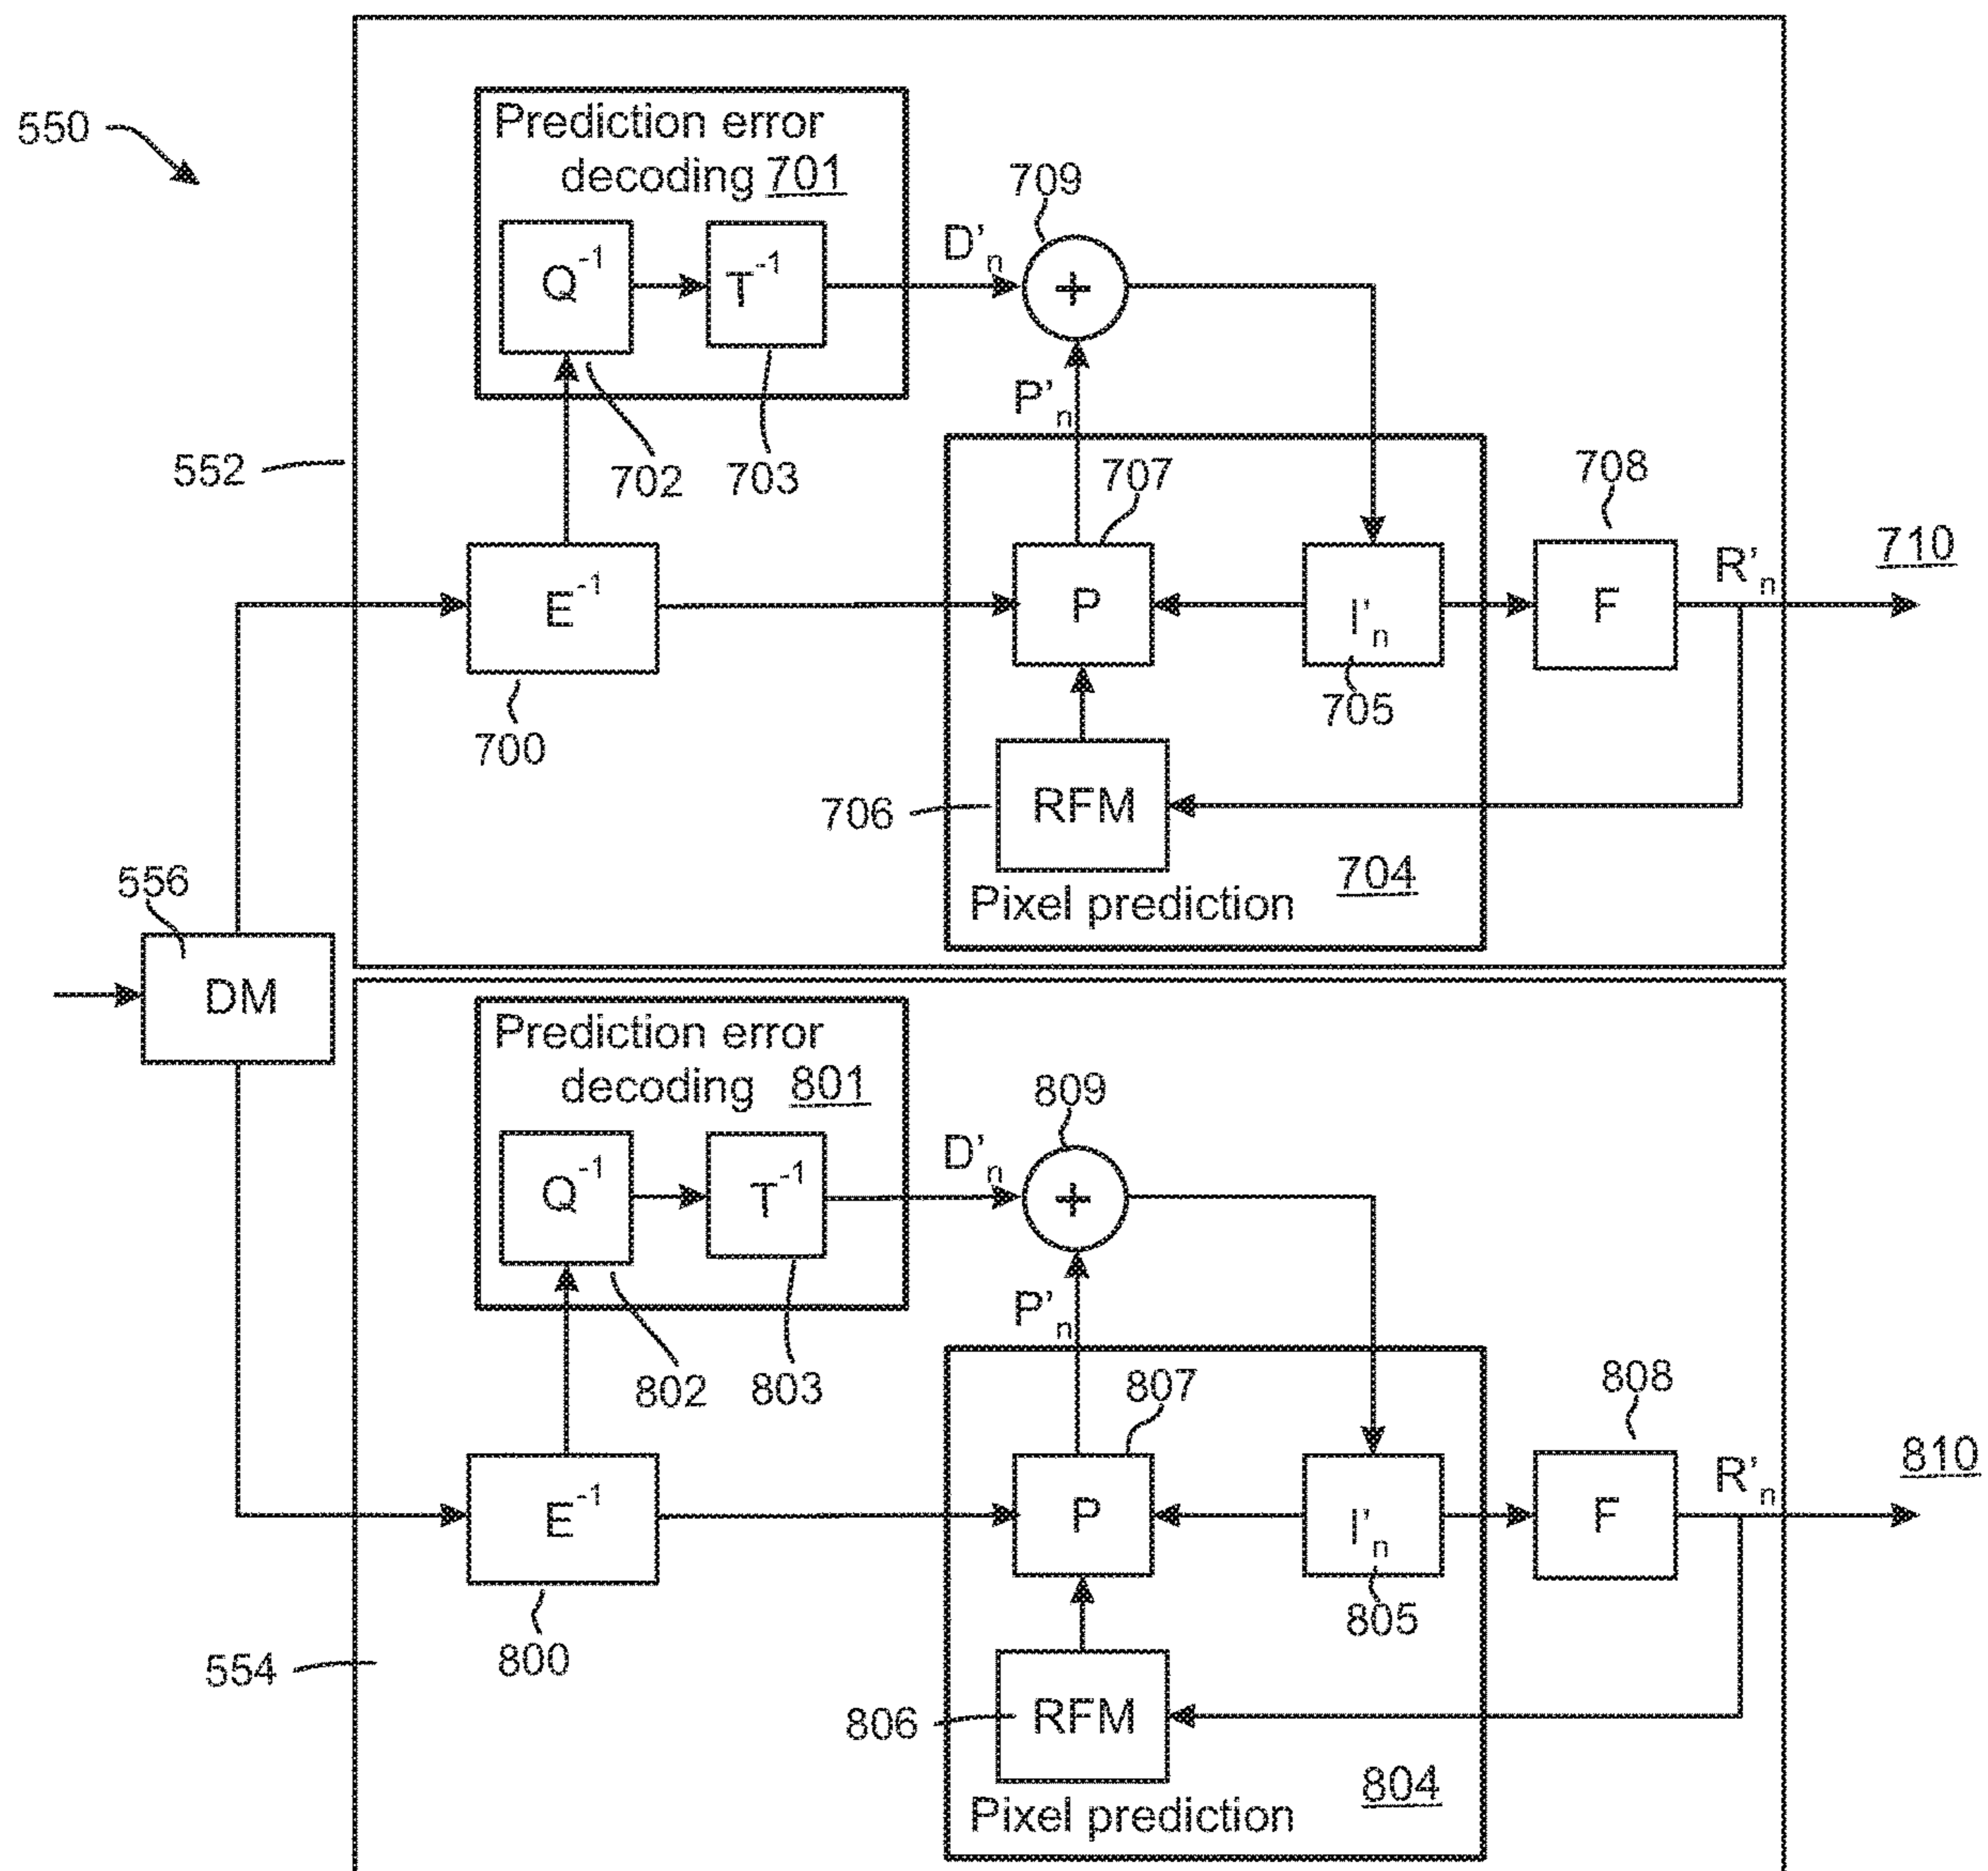 550
552
Prediction error
decoding 701
Q⁻¹
T⁻¹
702
703
D'ₙ
709
+
P'ₙ
707
708
E⁻¹
700
P
I'ₙ
705
F
R'ₙ
710
706
RFM
704
Pixel prediction
556
DM
Prediction error
decoding 801
Q⁻¹
T⁻¹
802
803
D'ₙ
809
+
P'ₙ
807
808
E⁻¹
800
P
I'ₙ
805
F
R'ₙ
810
554
806
RFM
804
Pixel prediction